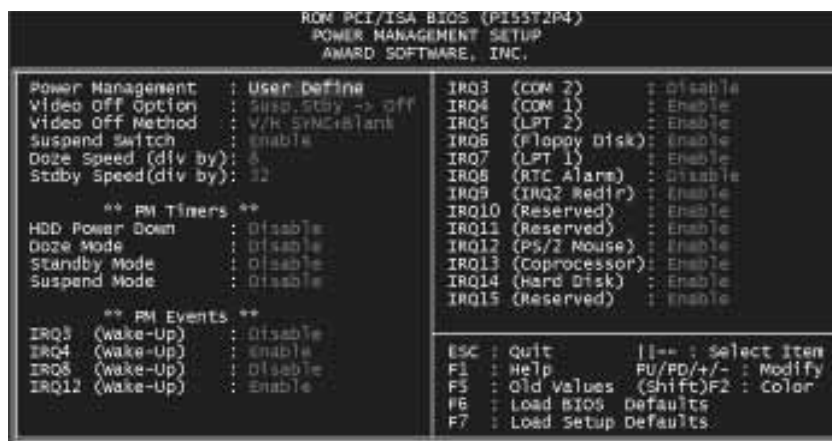 ROM PCI/ISA BIOS (PI55T2P4)
POWER MANAGEMENT SETUP
AWARD SOFTWARE, INC.
Power Management : User Define
Video Off Option : Susp,Stby -> Off
Video Off Method : V/H SYNC+Blank
Suspend Switch : Enable
Doze Speed (div by): 8
Stdby Speed(div by): 32
** PM Timers **
HDD Power Down : Disable
Doze Mode : Disable
Standby Mode : Disable
Suspend Mode : Disable
** PM Events **
IRQ3 (Wake-Up) : Disable
IRQ4 (Wake-Up) : Enable
IRQ8 (Wake-Up) : Disable
IRQ12 (Wake-Up) : Enable
IRQ3 (COM 2) : Disable
IRQ4 (COM 1) : Enable
IRQ5 (LPT 2) : Enable
IRQ6 (Floppy Disk): Enable
IRQ7 (LPT 1) : Enable
IRQ8 (RTC Alarm) : Disable
IRQ9 (IRQ2 Redir) : Enable
IRQ10 (Reserved) : Enable
IRQ11 (Reserved) : Enable
IRQ12 (PS/2 Mouse) : Enable
IRQ13 (Coprocessor): Enable
IRQ14 (Hard Disk) : Enable
IRQ15 (Reserved) : Enable
ESC : Quit ||-- : Select Item
F1 : Help PU/PD/+/- : Modify
F5 : Old Values (Shift)F2 : Color
F6 : Load BIOS Defaults
F7 : Load Setup Defaults